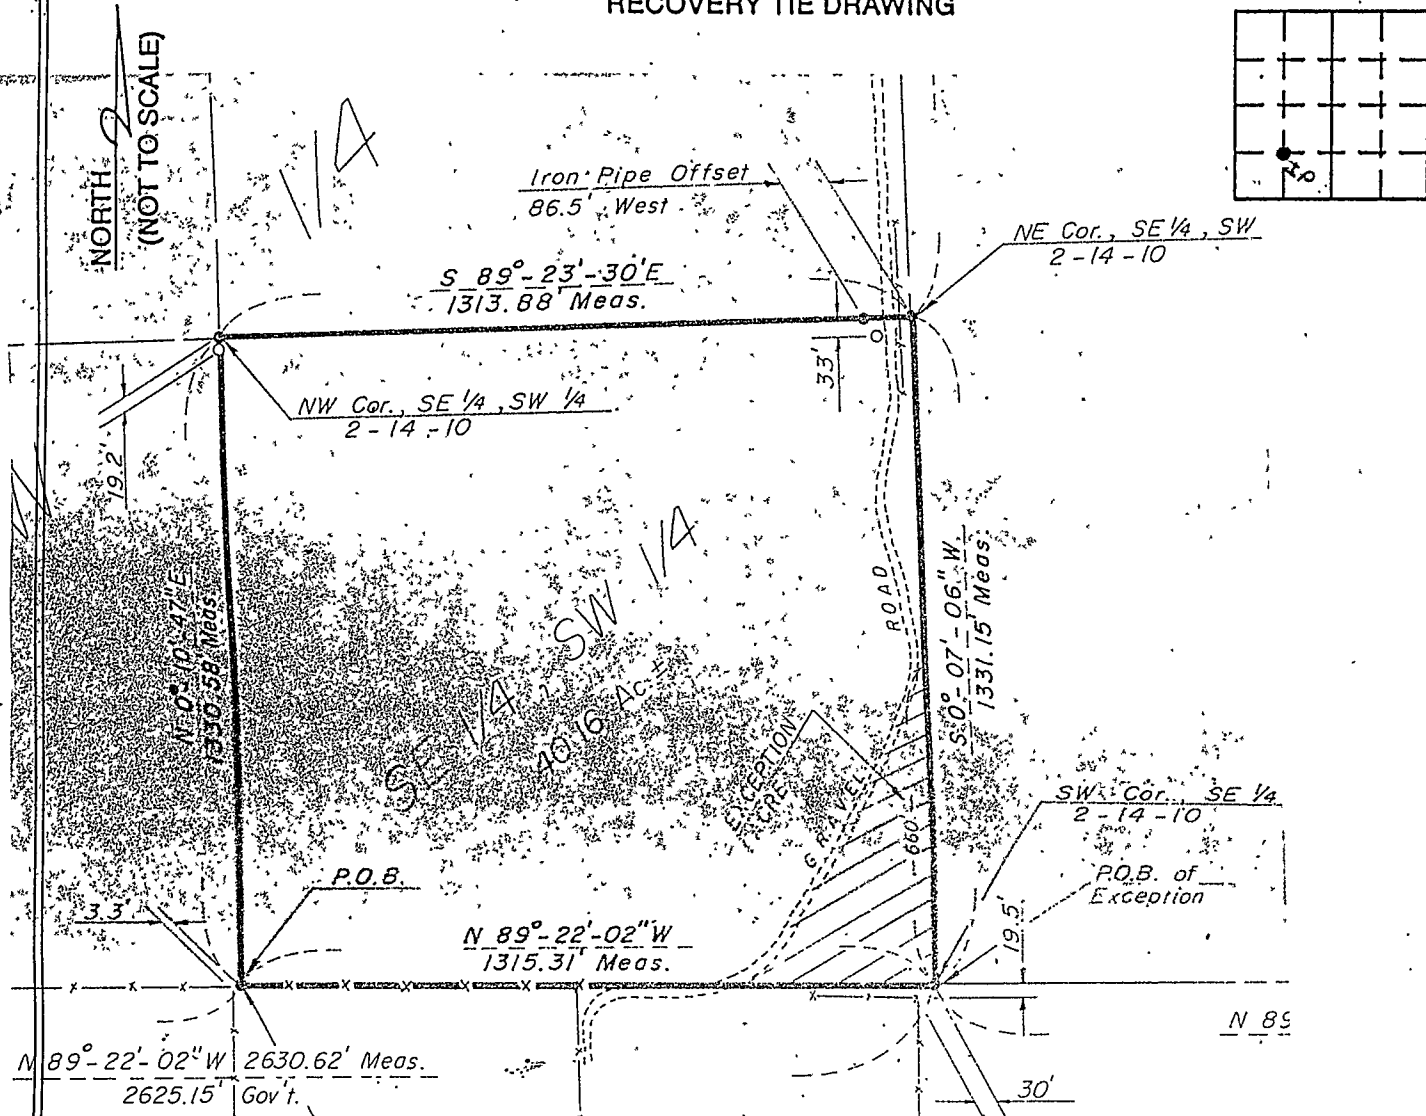 RECOVERY TIE DRAWING
NORTH
(NOT TO SCALE)
1/4
Iron Pipe Offset
86.5' West
NE Cor., SE 1/4, SW
2-14-10
S 89°-23'-30"E
1313.88' Meas.
33'
NW Cor., SE 1/4, SW 1/4
2-14-10
19.2'
N 0°-10'-47"E
1330.58' Meas.
SE 1/4, SW 1/4
40.16 Ac.±
ROAD
S 0°-07'-06" W
1331.15' Meas.
EXCEPTION
GRAVEL
660'
SW Cor., SE 1/4
2-14-10
P.O.B. of
Exception
P.O.B.
3.3'
N 89°-22'-02" W
1315.31' Meas.
19.5'
N 89
N 89°-22'-02" W 2630.62' Meas.
2625.15' Gov't.
30'